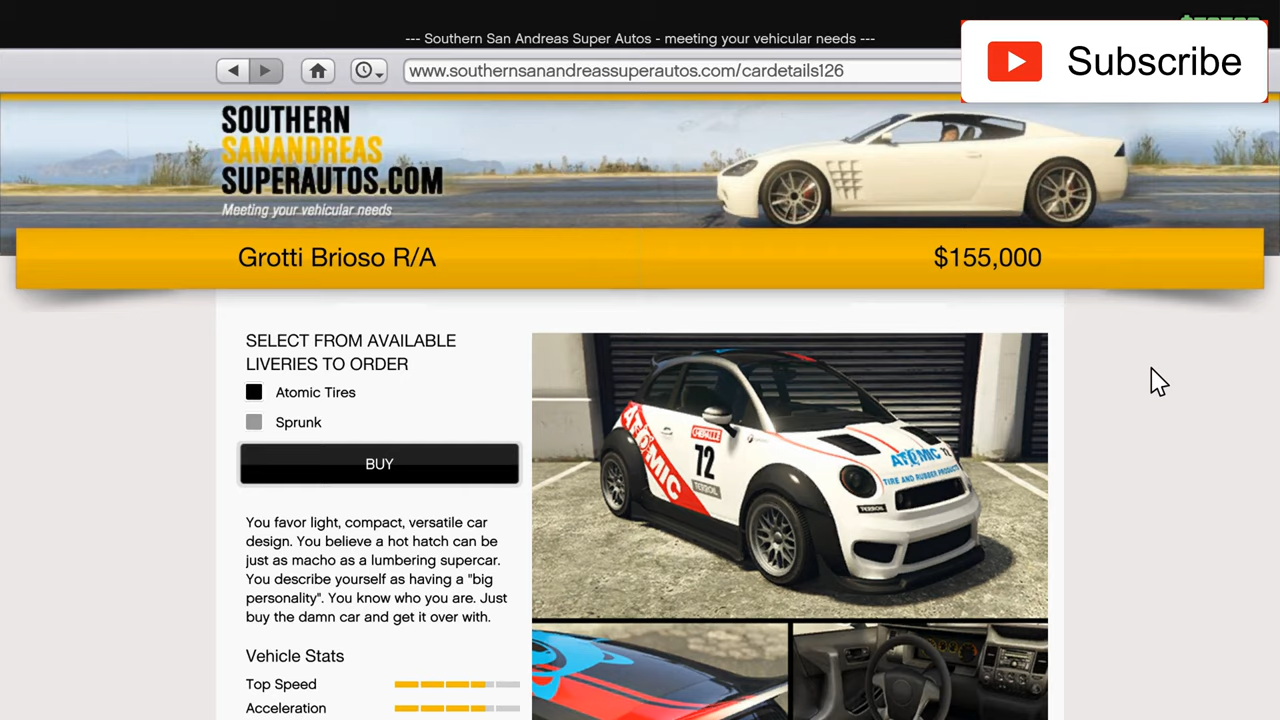 --- Southern San Andreas Super Autos - meeting your vehicular needs ---
www.southernsanandreassuperautos.com/cardetails126
Subscribe
SOUTHERN
SANANDREAS
SUPERAUTOS.COM
Meeting your vehicular needs
Grotti Brioso R/A
$155,000
SELECT FROM AVAILABLE
LIVERIES TO ORDER
Atomic Tires
Sprunk
BUY
You favor light, compact, versatile car
design. You believe a hot hatch can be
just as macho as a lumbering supercar.
You describe yourself as having a "big
personality". You know who you are. Just
buy the damn car and get it over with.
Vehicle Stats
Top Speed
Acceleration
ATOMIC
72
TERROIL
ATOMIC
TIRE AND RUBBER PRODUCTS
TERROIL